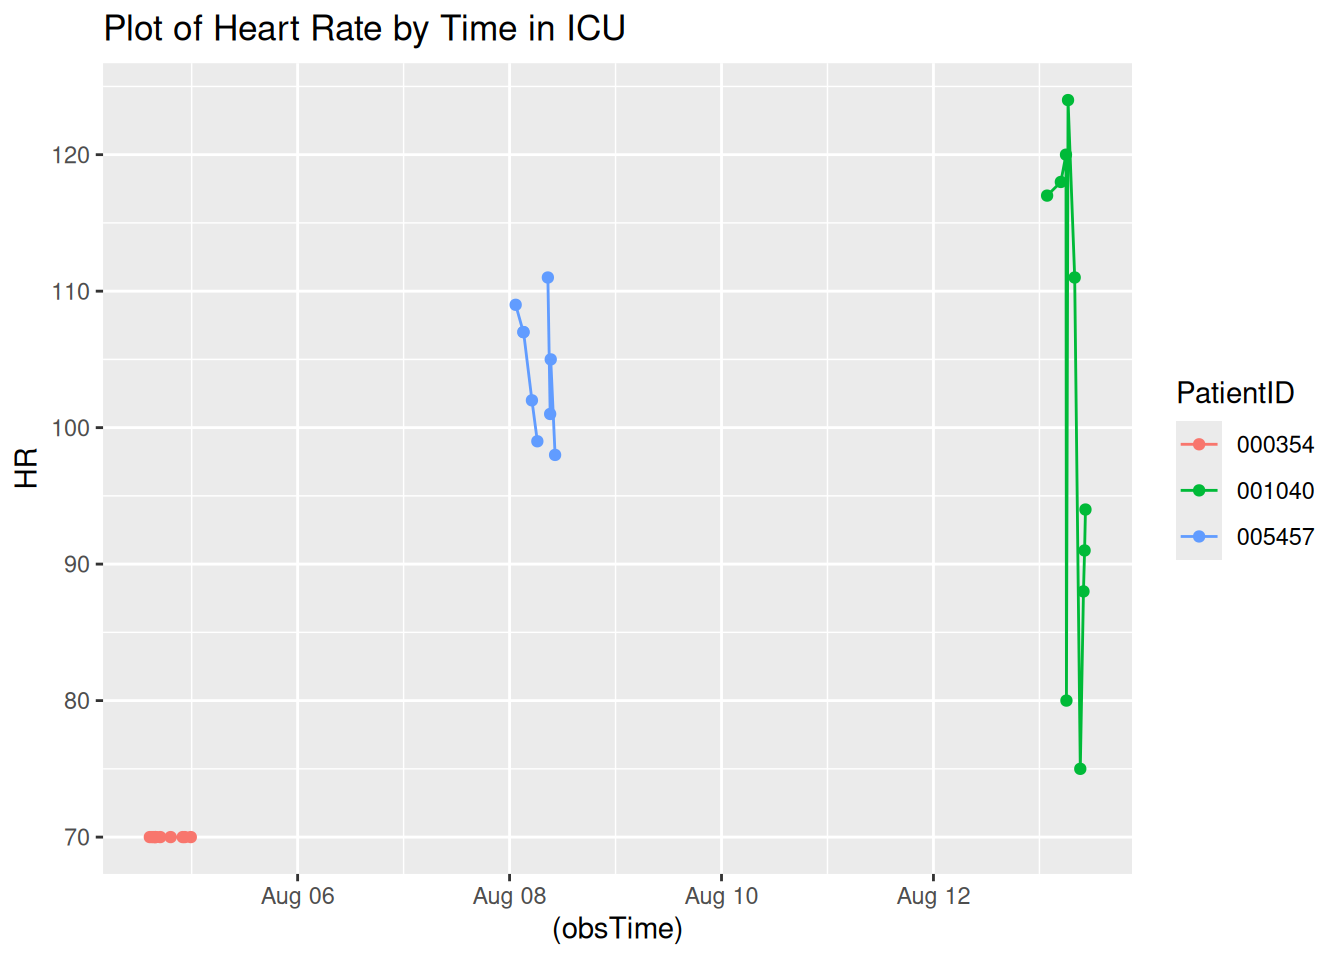 Plot of Heart Rate by Time in ICU
120
110
100
90
80
70
HR
Aug 06
Aug 08
Aug 10
Aug 12
(obsTime)
PatientID
000354
001040
005457